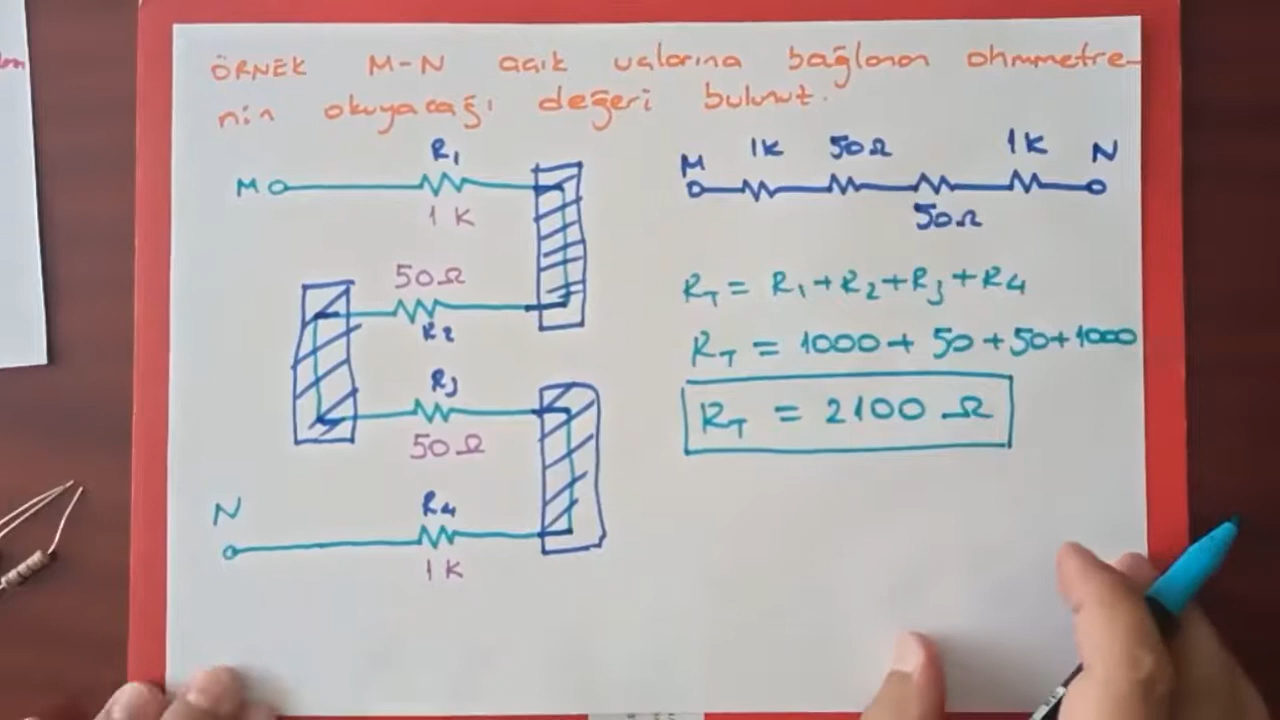 ÖRNEK M-N açık uçlarına bağlanan ohmmetre-
nin okuyacağı değeri bulunuz.
R1
M
1 K
50Ω
R2
R3
50Ω
N
R4
1 K
M 1K 50Ω 1K N
50Ω
RT = R1+R2+R3+R4
RT = 1000+ 50+50+1000
RT = 2100 Ω